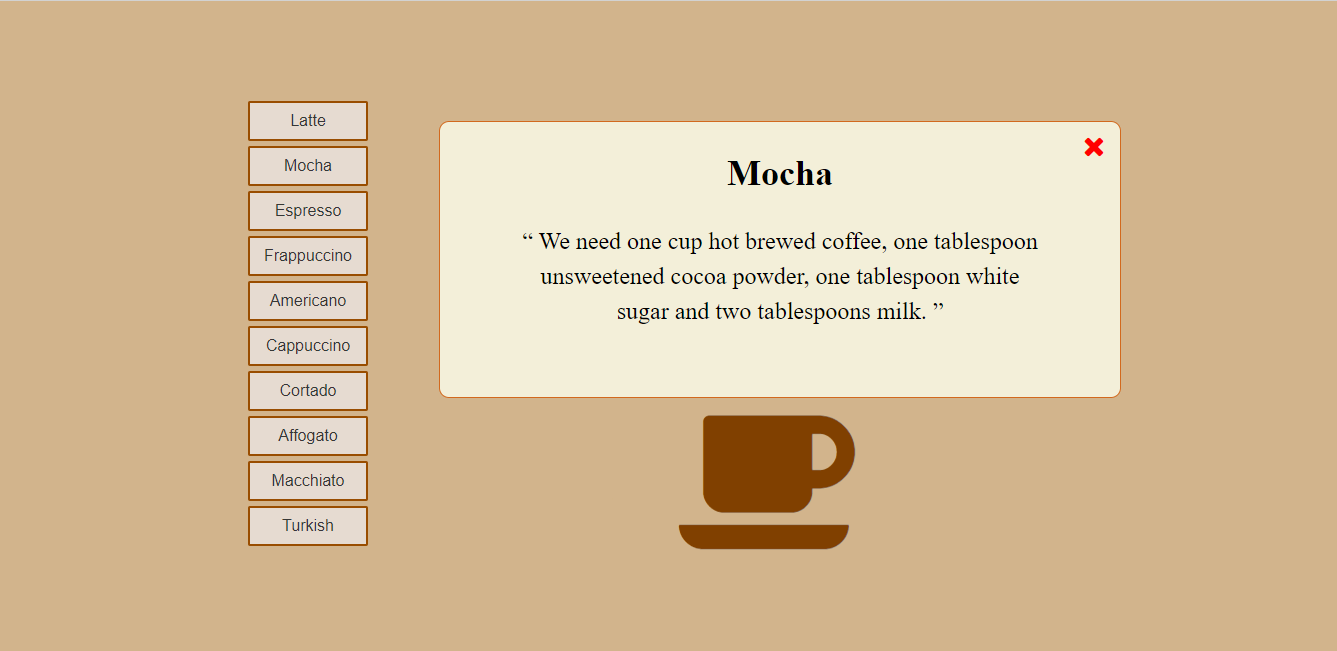 Latte
Mocha
Espresso
Frappuccino
Americano
Cappuccino
Cortado
Affogato
Macchiato
Turkish
Mocha
“ We need one cup hot brewed coffee, one tablespoon
unsweetened cocoa powder, one tablespoon white
sugar and two tablespoons milk. ”